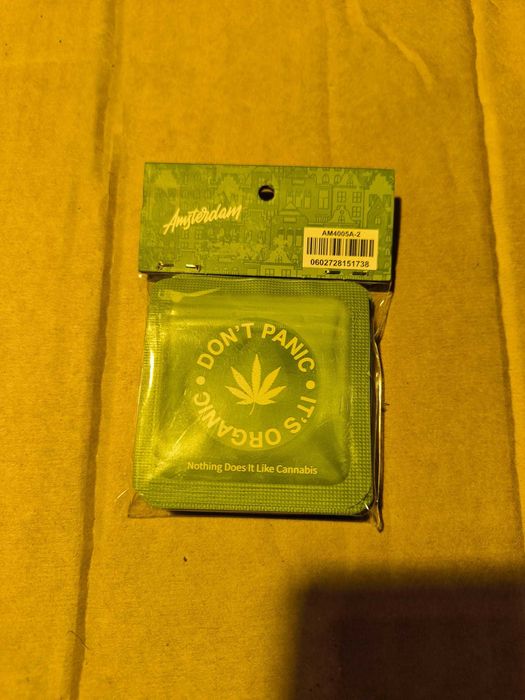 Amsterdam
AM4005A-2
0602728151738
DON'T PANIC • IT'S ORGANIC •
Nothing Does It Like Cannabis